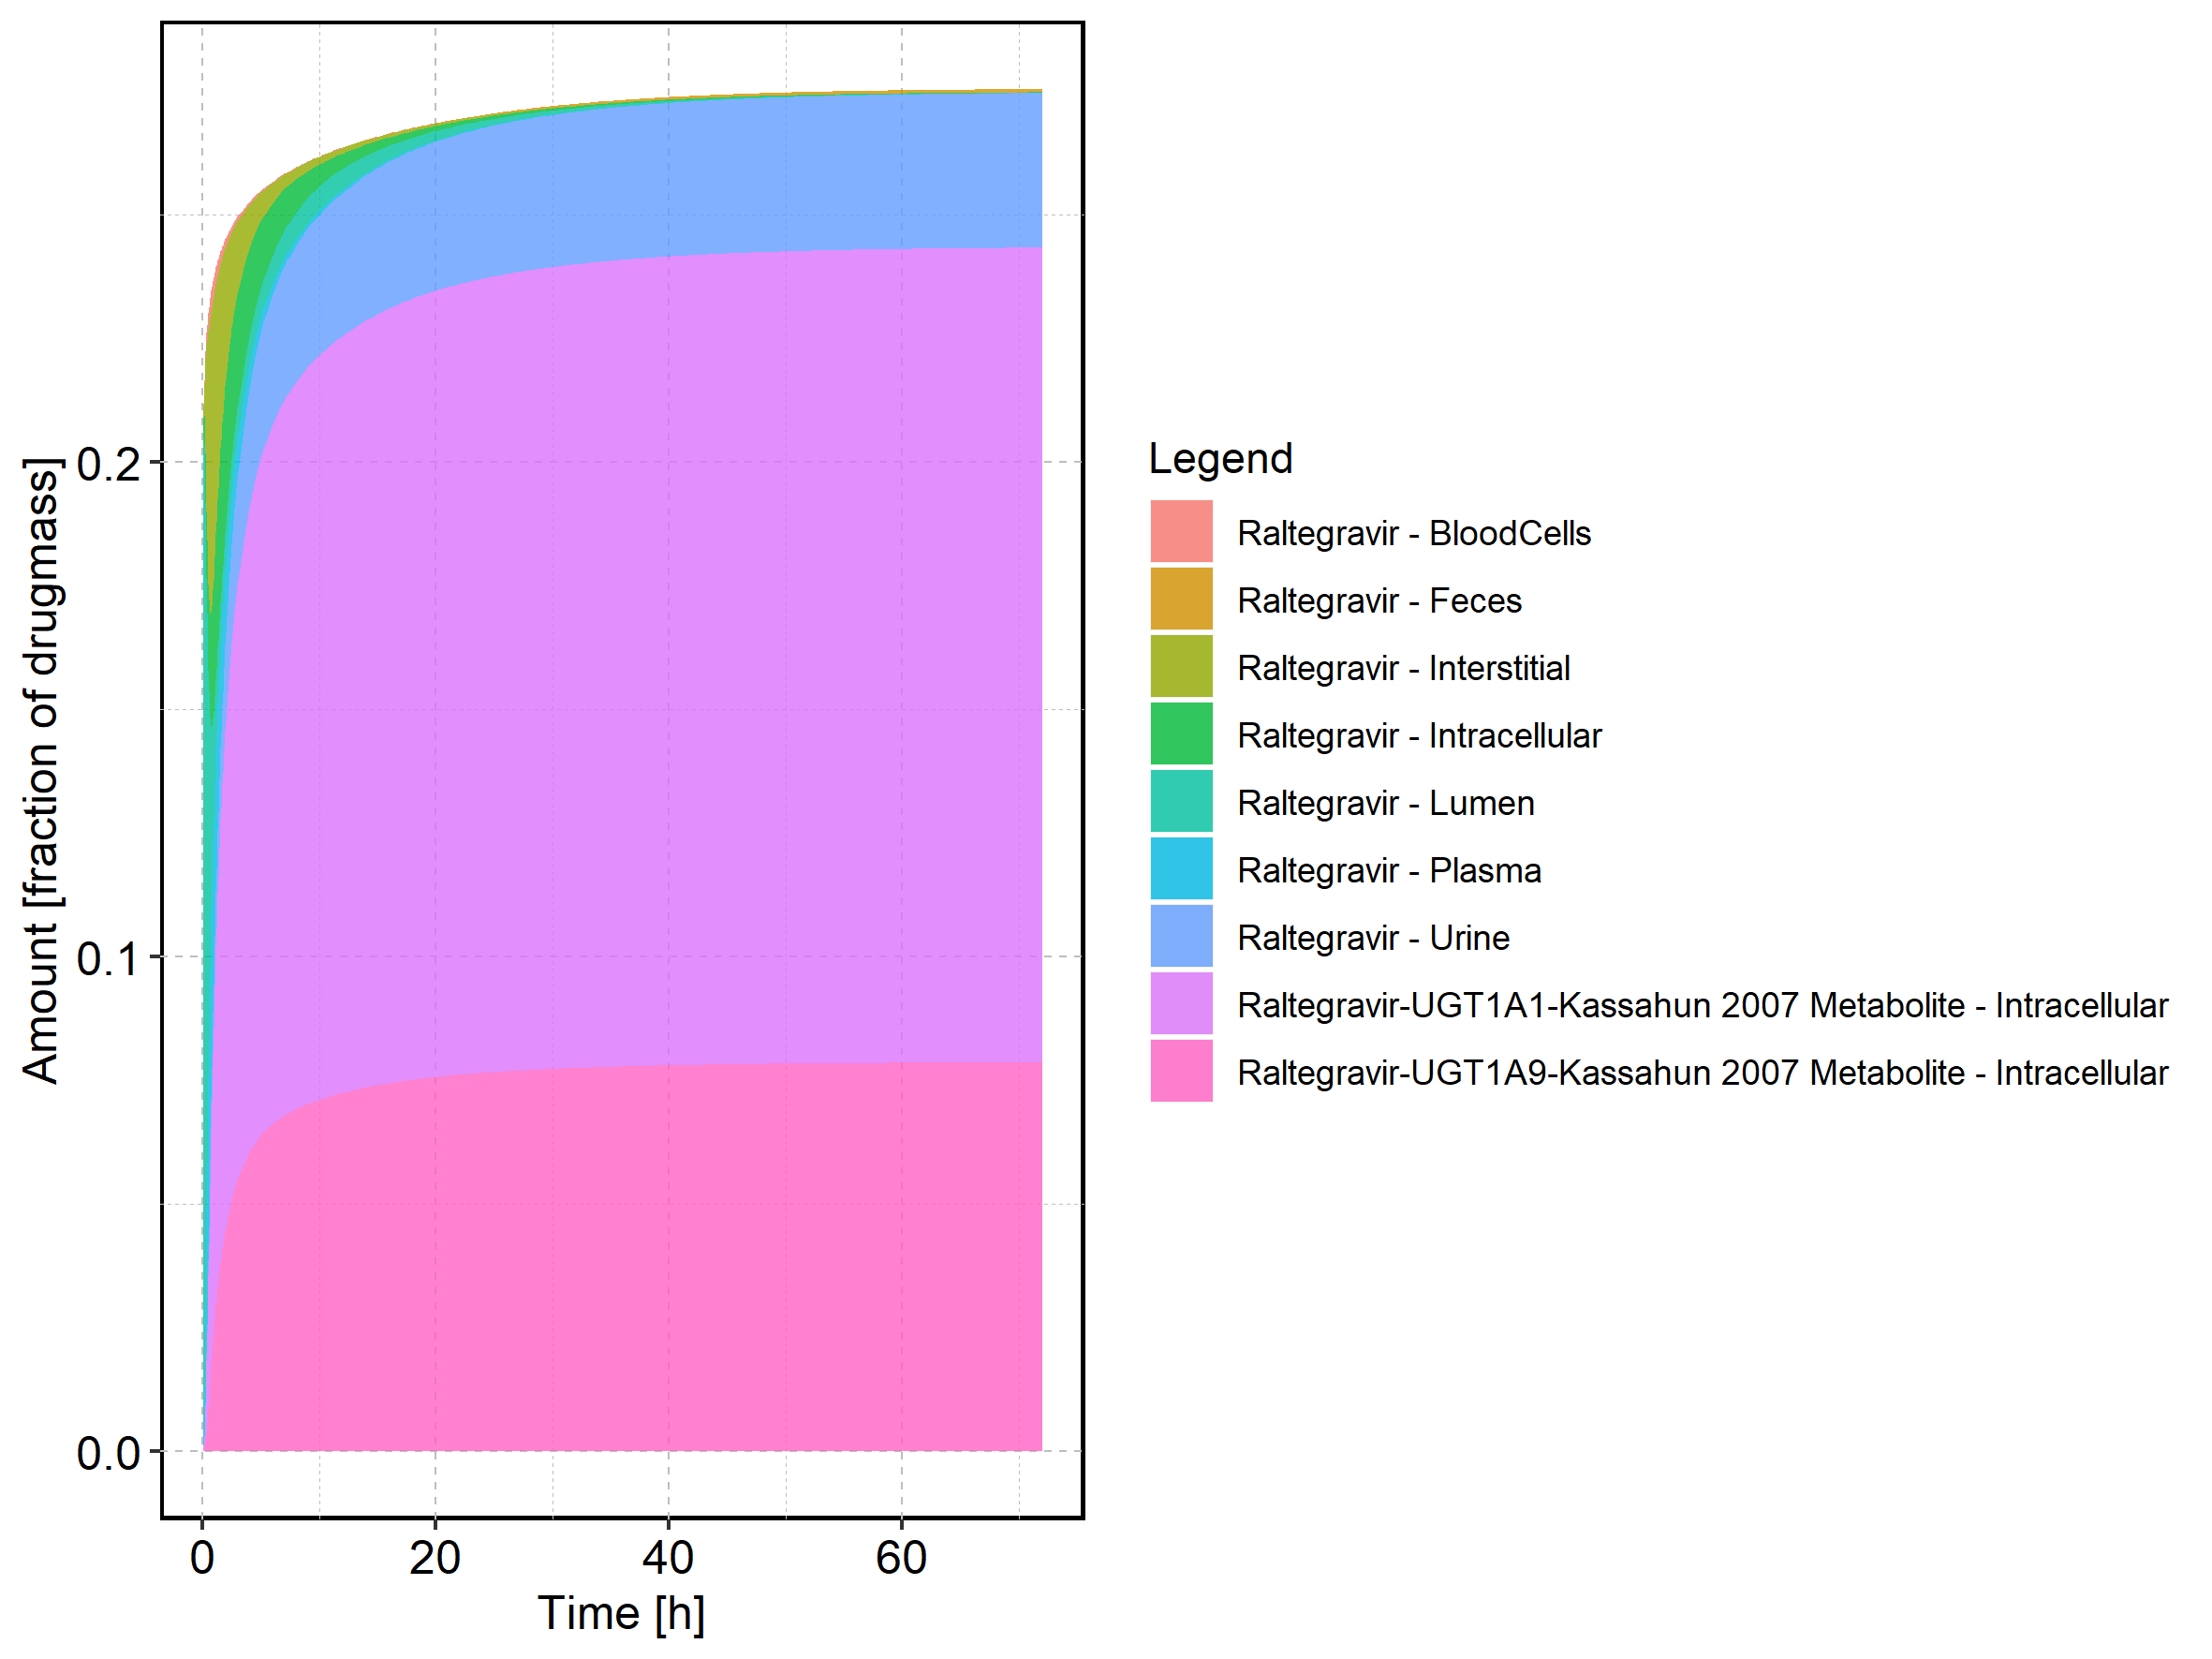 Amount [fraction of drugmass]
0.2
0.1
0.0
0 20 40 60
Time [h]
Legend
Raltegravir - BloodCells
Raltegravir - Feces
Raltegravir - Interstitial
Raltegravir - Intracellular
Raltegravir - Lumen
Raltegravir - Plasma
Raltegravir - Urine
Raltegravir-UGT1A1-Kassahun 2007 Metabolite - Intracellular
Raltegravir-UGT1A9-Kassahun 2007 Metabolite - Intracellular